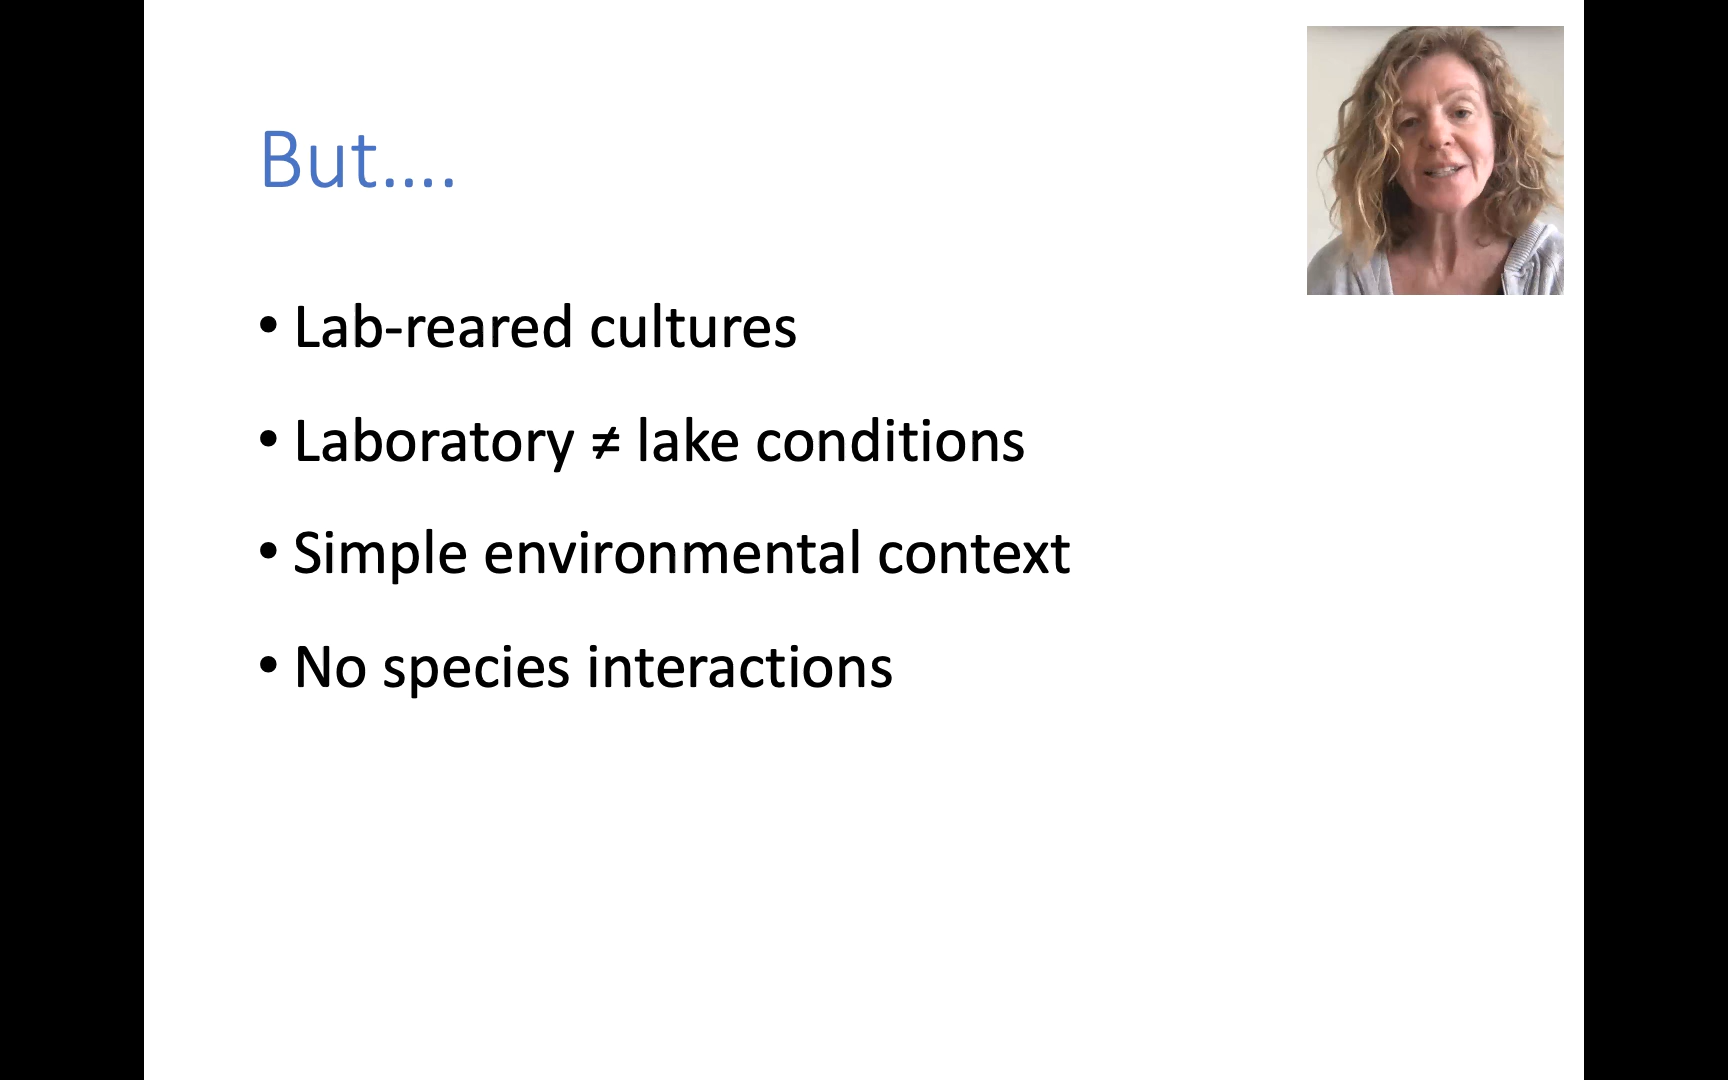 But....
• Lab-reared cultures
• Laboratory ≠ lake conditions
• Simple environmental context
• No species interactions